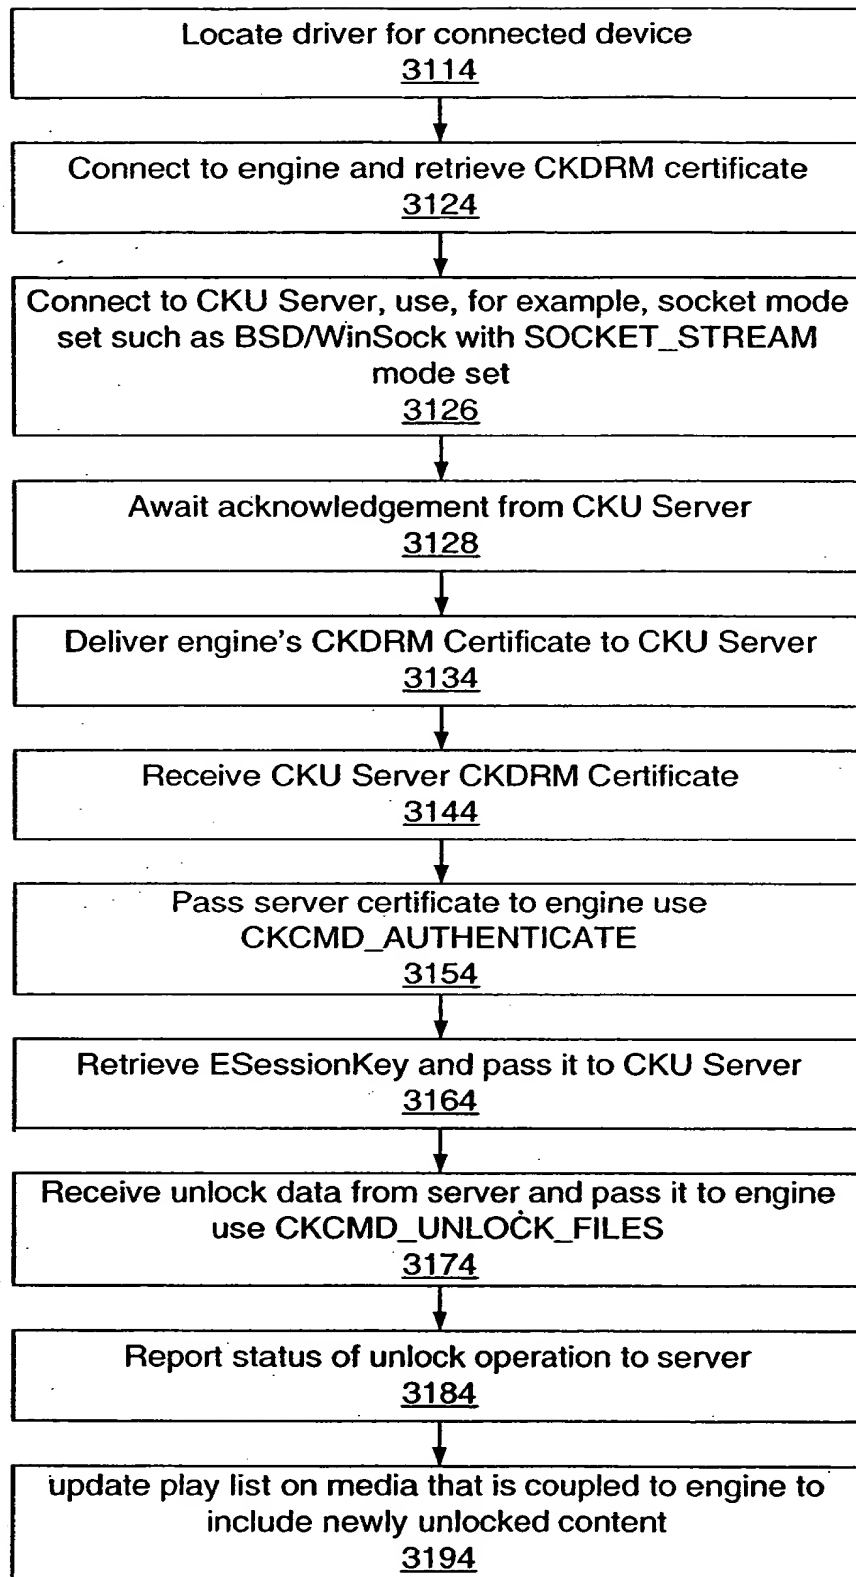 Locate driver for connected device
3114
Connect to engine and retrieve CKDRM certificate
3124
Connect to CKU Server, use, for example, socket mode
set such as BSD/WinSock with SOCKET_STREAM
mode set
3126
Await acknowledgement from CKU Server
3128
Deliver engine's CKDRM Certificate to CKU Server
3134
Receive CKU Server CKDRM Certificate
3144
Pass server certificate to engine use
CKCMD_AUTHENTICATE
3154
Retrieve ESessionKey and pass it to CKU Server
3164
Receive unlock data from server and pass it to engine
use CKCMD_UNLOCK_FILES
3174
Report status of unlock operation to server
3184
update play list on media that is coupled to engine to
include newly unlocked content
3194